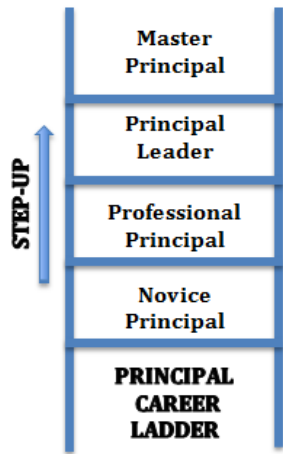 Master
Principal
Principal
Leader
STEP-UP
Professional
Principal
Novice
Principal
PRINCIPAL
CAREER
LADDER